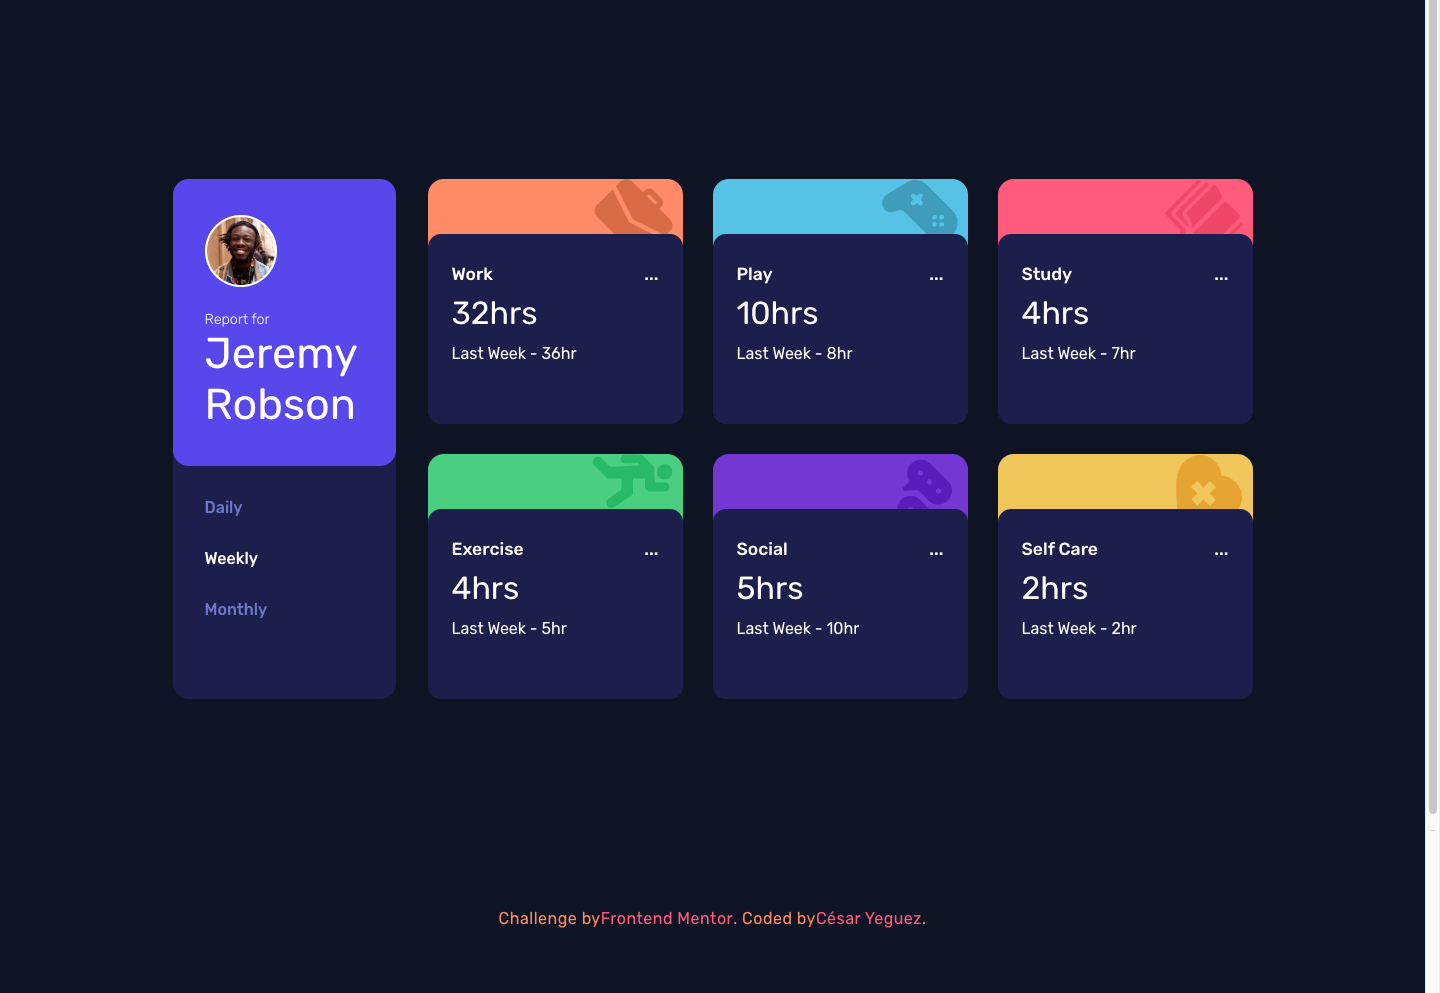 Report for
Jeremy
Robson
Daily
Weekly
Monthly
Work ...
32hrs
Last Week - 36hr
Play ...
10hrs
Last Week - 8hr
Study ...
4hrs
Last Week - 7hr
Exercise ...
4hrs
Last Week - 5hr
Social ...
5hrs
Last Week - 10hr
Self Care ...
2hrs
Last Week - 2hr
Challenge byFrontend Mentor. Coded byCésar Yeguez.